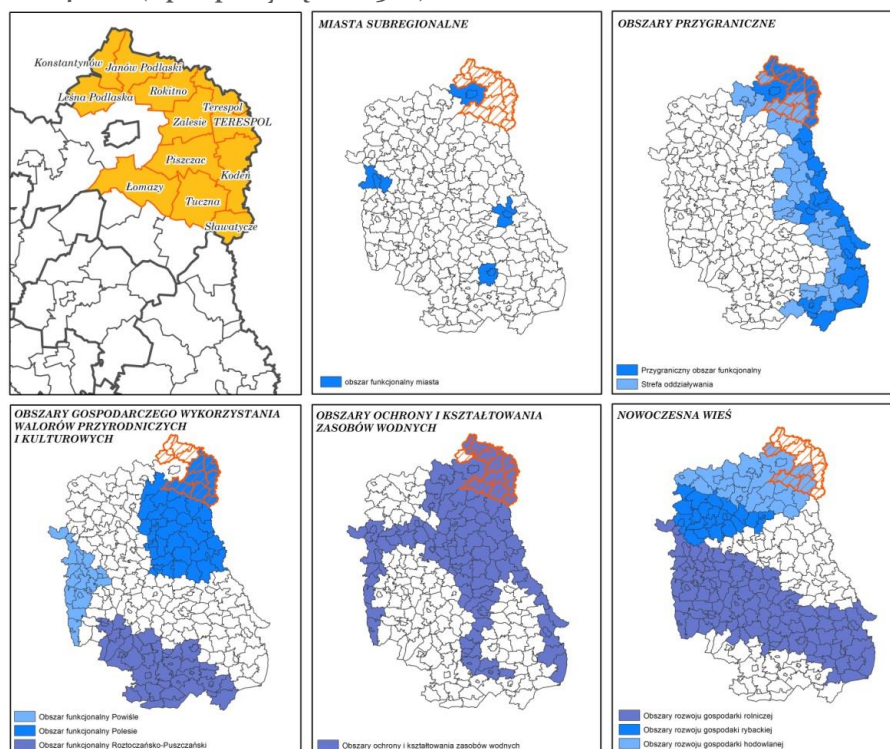 Konstantynów
Janów Podlaski
Leśna Podlaska
Rokitno
Terespol
Zalesie
TERESPOL
Piszczac
Kodeń
Łomazy
Tuczna
Sławatycze
MIASTA SUBREGIONALNE
obszar funkcjonalny miasta
OBSZARY PRZYGRANICZNE
Przygraniczny obszar funkcjonalny
Strefa oddziaływania
OBSZARY GOSPODARCZEGO WYKORZYSTANIA
WALORÓW PRZYRODNICZYCH
I KULTUROWYCH
Obszar funkcjonalny Powiśle
Obszar funkcjonalny Polesie
Obszar funkcjonalny Roztoczańsko-Puszczański
OBSZARY OCHRONY I KSZTAŁTOWANIA
ZASOBÓW WODNYCH
Obszary ochrony i kształtowania zasobów wodnych
NOWOCZESNA WIEŚ
Obszary rozwoju gospodarki rolniczej
Obszary rozwoju gospodaki rybackiej
Obszary rozwoju gospodarki hodowlanej